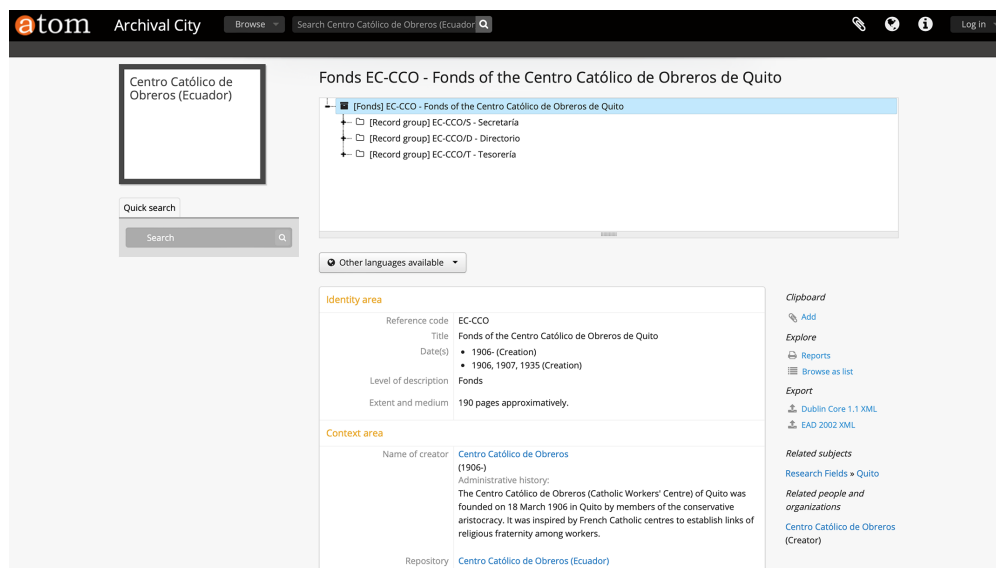 atom Archival City Browse Search Centro Católico de Obreros (Ecuador Log in
Centro Católico de
Obreros (Ecuador)
Quick search
Search
Fonds EC-CCO - Fonds of the Centro Católico de Obreros de Quito
[Fonds] EC-CCO - Fonds of the Centro Católico de Obreros de Quito
[Record group] EC-CCO/S - Secretaría
[Record group] EC-CCO/D - Directorio
[Record group] EC-CCO/T - Tesorería
Other languages available
Identity area
Reference code EC-CCO
Title Fonds of the Centro Católico de Obreros de Quito
Date(s) • 1906- (Creation)
• 1906, 1907, 1935 (Creation)
Level of description Fonds
Extent and medium 190 pages approximatively.
Context area
Name of creator Centro Católico de Obreros
(1906-)
Administrative history:
The Centro Católico de Obreros (Catholic Workers' Centre) of Quito was
founded on 18 March 1906 in Quito by members of the conservative
aristocracy. It was inspired by French Catholic centres to establish links of
religious fraternity among workers.
Repository Centro Católico de Obreros (Ecuador)
Clipboard
Add
Explore
Reports
Browse as list
Export
Dublin Core 1.1 XML
EAD 2002 XML
Related subjects
Research Fields » Quito
Related people and
organizations
Centro Católico de Obreros
(Creator)